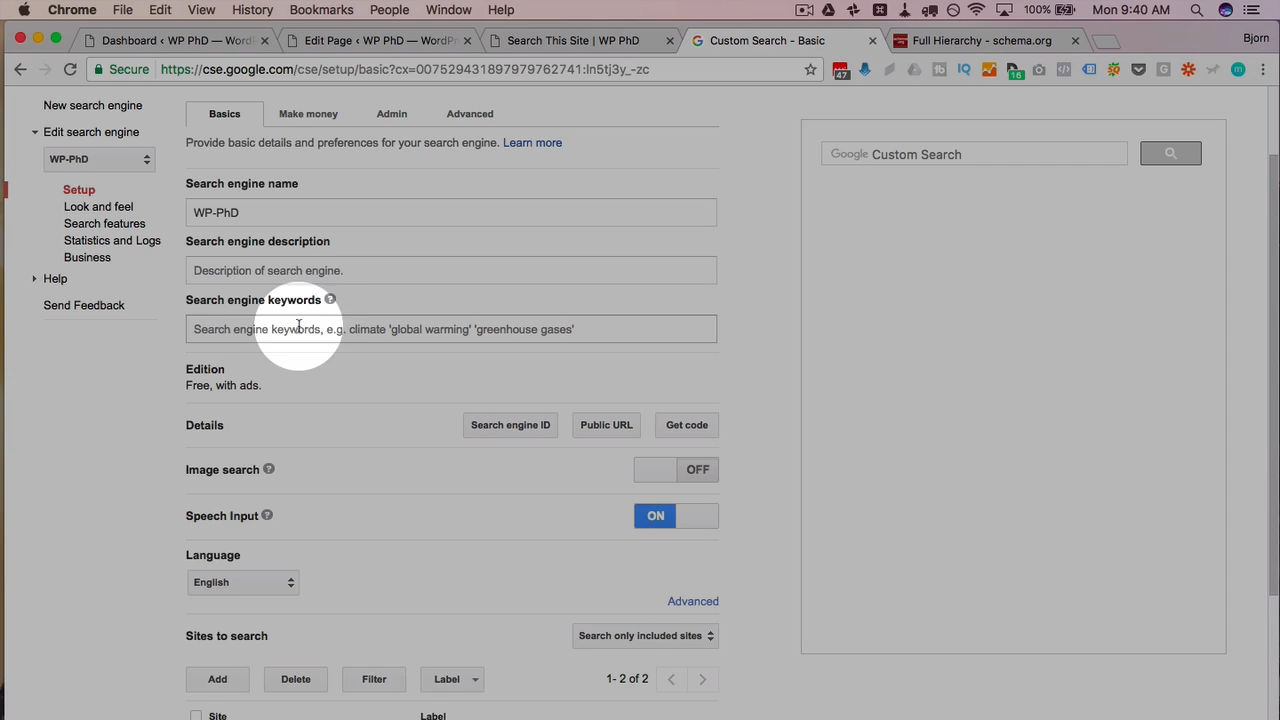 Chrome File Edit View History Bookmarks People Window Help 100% Mon 9:40 AM
Dashboard ‹ WP PhD — WordP Edit Page ‹ WP PhD — WordPre Search This Site | WP PhD Custom Search - Basic Full Hierarchy - schema.org Bjorn
Secure https://cse.google.com/cse/setup/basic?cx=007529431897979762741:ln5tj3y_-zc 47 16
New search engine
Edit search engine
WP-PhD
Setup
Look and feel
Search features
Statistics and Logs
Business
Help
Send Feedback
Basics Make money Admin Advanced
Provide basic details and preferences for your search engine. Learn more
Search engine name
WP-PhD
Search engine description
Description of search engine.
Search engine keywords ?
Search engine keywords, e.g. climate 'global warming' 'greenhouse gases'
Edition
Free, with ads.
Details Search engine ID Public URL Get code
Image search ? OFF
Speech Input ? ON
Language
English
Advanced
Sites to search Search only included sites
Add Delete Filter Label 1- 2 of 2
Site Label
Google Custom Search